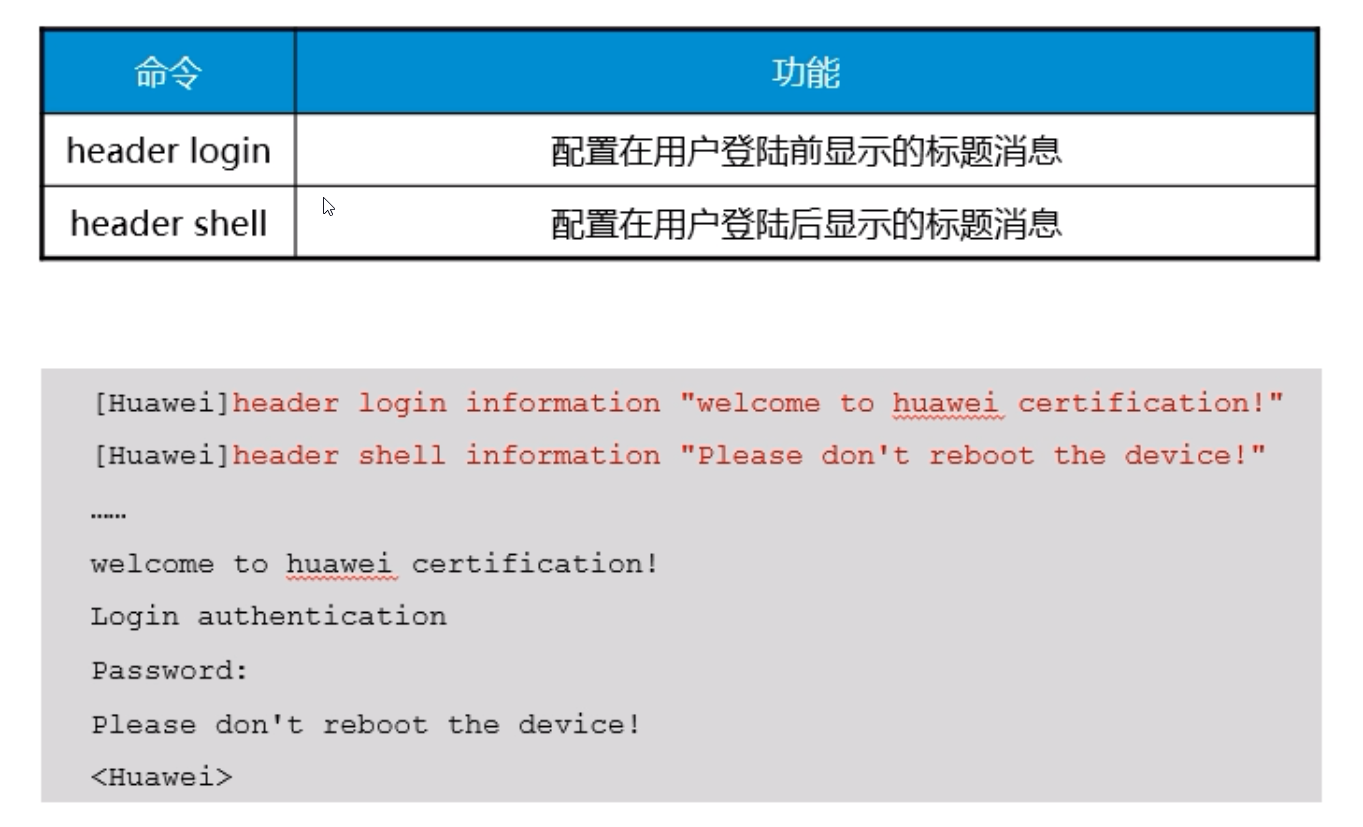 命令 功能
header login 配置在用户登陆前显示的标题消息
header shell 配置在用户登陆后显示的标题消息
[Huawei]header login information "welcome to huawei certification!"
[Huawei]header shell information "Please don't reboot the device!"
……
welcome to huawei certification!
Login authentication
Password:
Please don't reboot the device!
<Huawei>